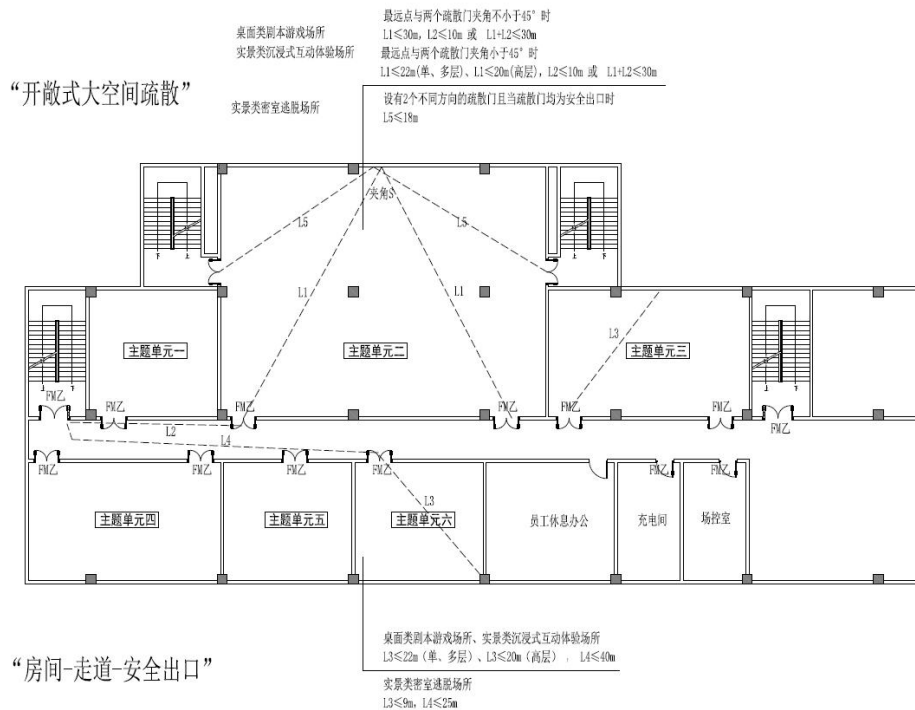 最远点与两个疏散门夹角不小于45°时
桌面类剧本游戏场所
L1≤30m, L2≤10m 或 L1+L2≤30m
实景类沉浸式互动体验场所
最远点与两个疏散门夹角小于45°时
L1≤22m(单、多层)、L1≤20m(高层), L2≤10m 或 L1+L2≤30m
“开敞式大空间疏散”
实景类密室逃脱场所
设有2个不同方向的疏散门且当疏散门均为安全出口时
L5≤18m
夹角S
L5
L5
下 上
下 上
L1
L1
L3
主题单元一
主题单元二
主题单元三
上 下
上 下
FM乙
FM乙
FM乙
FM乙
FM乙
FM乙
FM乙
L2
L4
FM乙
FM乙
FM乙
FM乙
FM乙
FM乙
L3
主题单元四
主题单元五
主题单元六
员工休息办公
充电间
场控室
桌面类剧本游戏场所、实景类沉浸式互动体验场所
L3≤22m(单、多层)、L3≤20m(高层), L4≤40m
“房间-走道-安全出口”
实景类密室逃脱场所
L3≤9m, L4≤25m